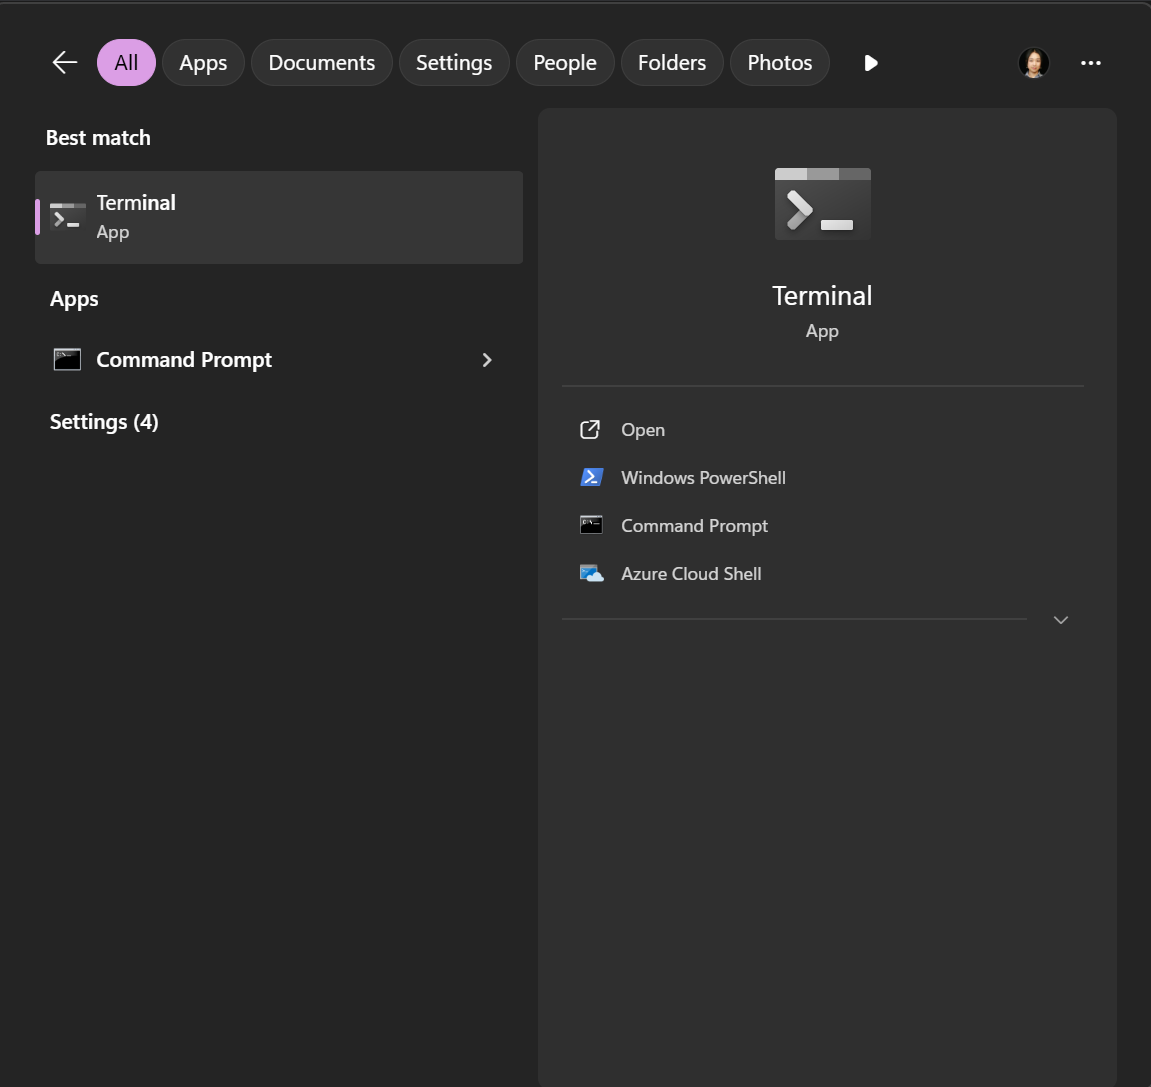 All
Apps
Documents
Settings
People
Folders
Photos
Best match
Terminal
App
Apps
Command Prompt
Settings (4)
Terminal
App
Open
Windows PowerShell
Command Prompt
Azure Cloud Shell